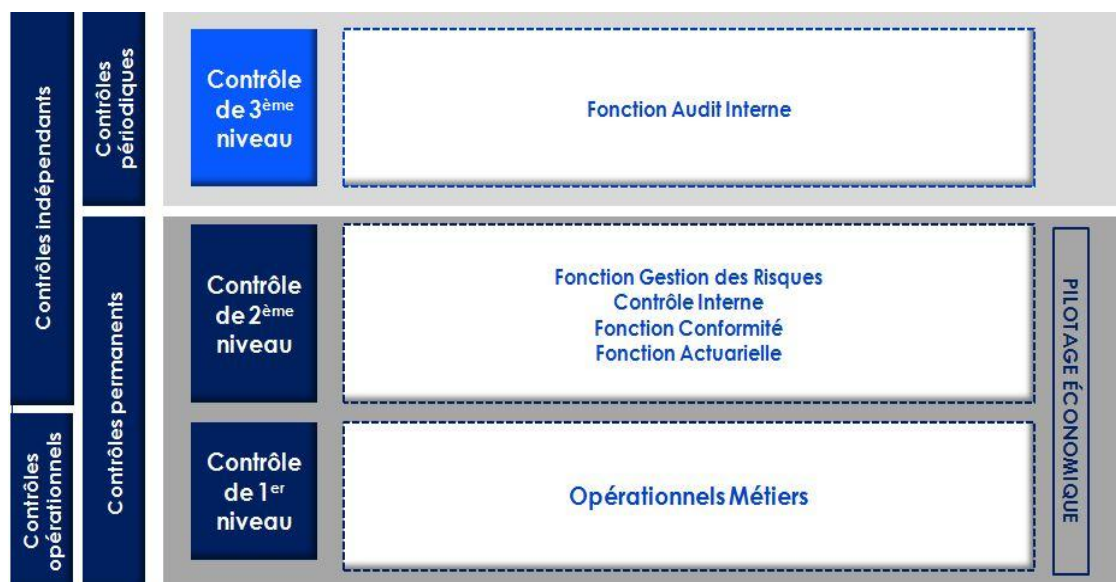 Contrôles indépendants
Contrôles
opérationnels
Contrôles
périodiques
Contrôles permanents
Contrôle
de 3ème
niveau
Fonction Audit Interne
Contrôle
de 2ème
niveau
Fonction Gestion des Risques
Contrôle Interne
Fonction Conformité
Fonction Actuarielle
Contrôle
de 1er
niveau
Opérationnels Métiers
PILOTAGE ÉCONOMIQUE